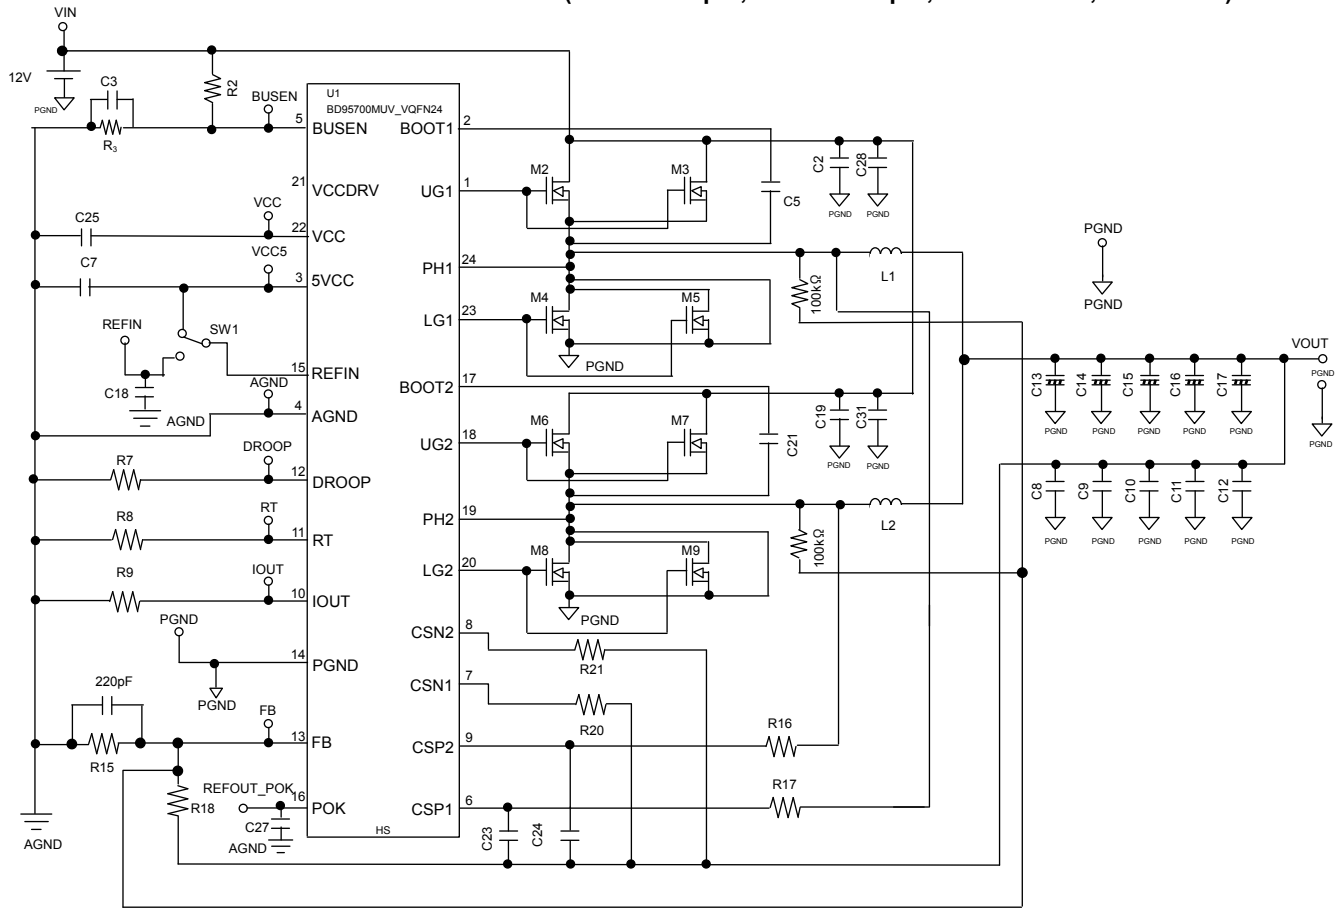 VIN
12V
PGND
C3
R3
R2
BUSEN
U1
BD95700MUV_VQFN24
5
BUSEN
BOOT1
2
21
VCCDRV
UG1
1
M2
M3
C5
C2
C28
PGND
PGND
VCC
C25
22
VCC
VCC5
C7
3
5VCC
PH1
24
100kΩ
L1
PGND
PGND
REFIN
SW1
LG1
23
M4
M5
PGND
15
REFIN
C18
AGND
AGND
4
AGND
BOOT2
17
VOUT
PGND
PGND
C13
C14
C15
C16
C17
PGND
PGND
PGND
PGND
PGND
M6
M7
C19
C31
PGND
PGND
UG2
18
C21
DROOP
R7
12
DROOP
C8
C9
C10
C11
C12
PGND
PGND
PGND
PGND
PGND
RT
R8
11
RT
PH2
19
100kΩ
L2
IOUT
R9
10
IOUT
LG2
20
M8
M9
PGND
PGND
14
PGND
PGND
CSN2
8
R21
CSN1
7
R20
220pF
R15
FB
13
FB
CSP2
9
R16
REFOUT_POK
R18
16
POK
C27
AGND
CSP1
6
R17
C23
C24
HS
AGND